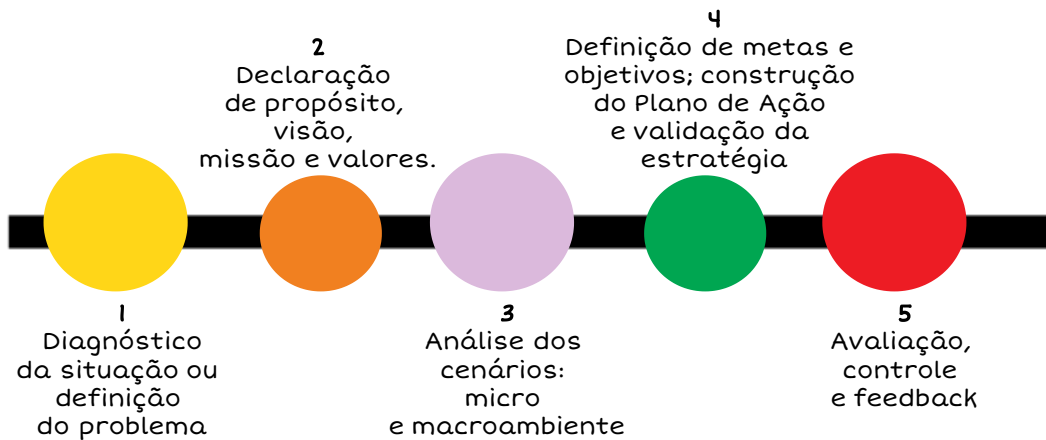 1
Diagnóstico
da situação ou
definição
do problema
2
Declaração
de propósito,
visão,
missão e valores.
3
Análise dos
cenários:
micro
e macroambiente
4
Definição de metas e
objetivos; construção
do Plano de Ação
e validação da
estratégia
5
Avaliação,
controle
e feedback